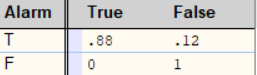 Alarm True False
T .88 .12
F 0 1